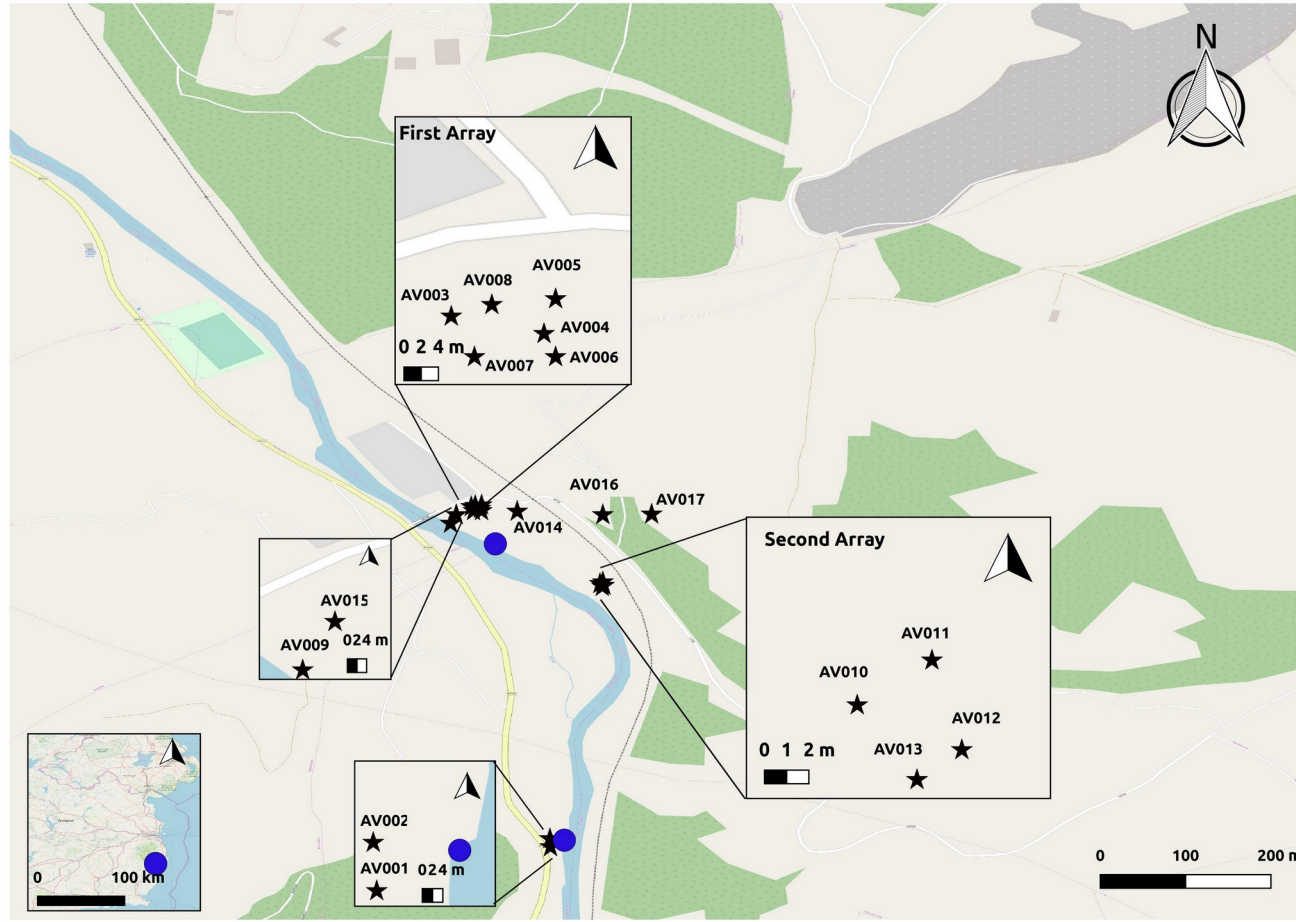 N
First Array
AV005
AV008
AV003
AV004
0 2 4 m
AV007
AV006
AV016
AV017
AV014
Second Array
AV015
024 m
AV009
AV011
AV010
AV012
0 1 2 m
AV013
AV002
024 m
AV001
0 100 km
0 100 200 m